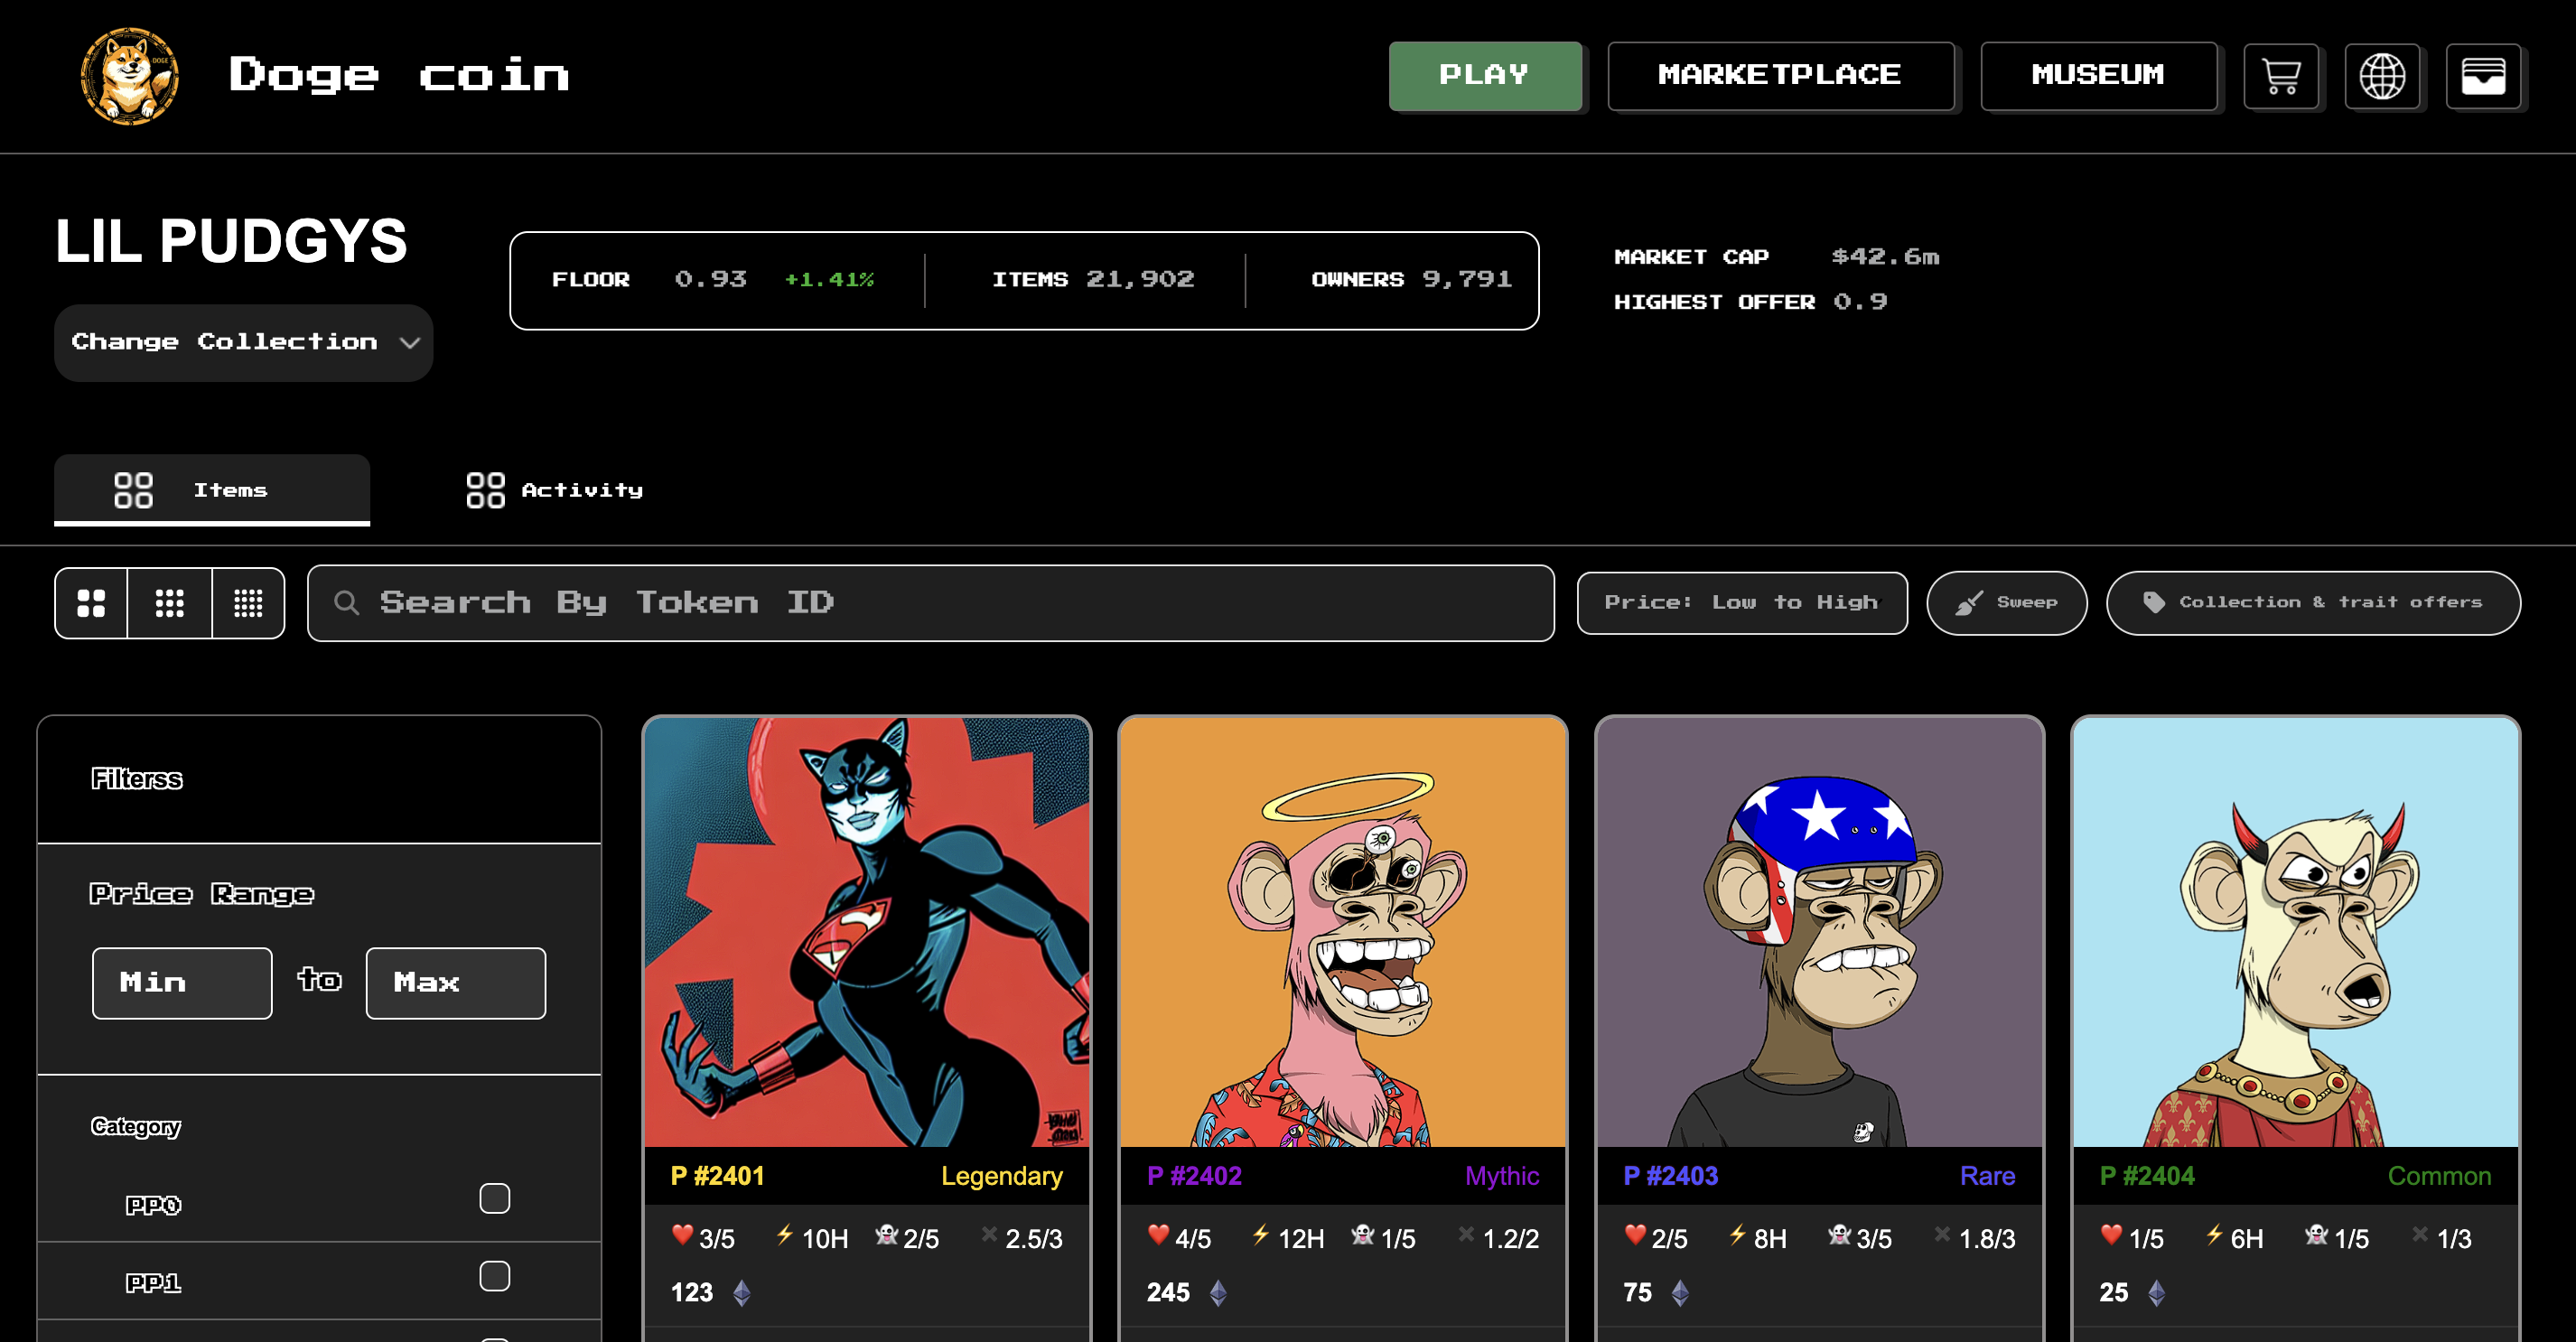 Doge coin
PLAY
MARKETPLACE
MUSEUM
LIL PUDGYS
FLOOR 0.93 +1.41%
ITEMS 21,902
OWNERS 9,791
MARKET CAP $42.6m
HIGHEST OFFER 0.9
Change Collection
Items
Activity
Search By Token ID
Price: Low to High
Sweep
Collection & trait offers
Filterss
Price Range
Min to Max
Category
PP0
PP1
P #2401 Legendary
❤️ 3/5 ⚡ 10H 👻 2/5 ✖ 2.5/3
123
P #2402 Mythic
❤️ 4/5 ⚡ 12H 👻 1/5 ✖ 1.2/2
245
P #2403 Rare
❤️ 2/5 ⚡ 8H 👻 3/5 ✖ 1.8/3
75
P #2404 Common
❤️ 1/5 ⚡ 6H 👻 1/5 ✖ 1/3
25